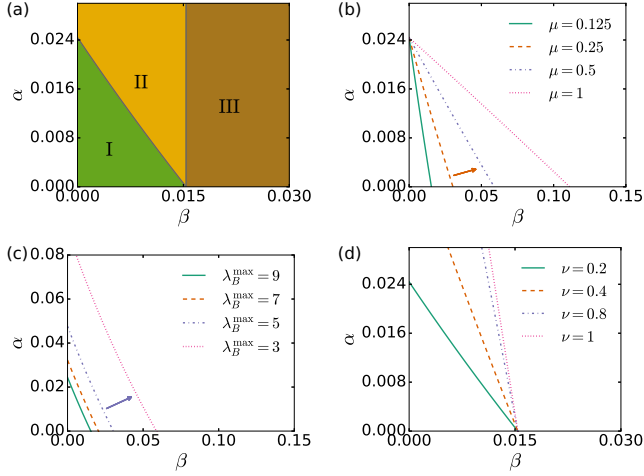 (a)
0.024
0.016
0.008
0.000
α
I
II
III
0.000
0.015
0.030
β
(b)
0.024
0.016
0.008
0.000
α
μ = 0.125
μ = 0.25
μ = 0.5
μ = 1
0.00
0.05
0.10
0.15
β
(c)
0.08
0.06
0.04
0.02
0.00
α
λ_B^max = 9
λ_B^max = 7
λ_B^max = 5
λ_B^max = 3
0.00
0.05
0.10
0.15
β
(d)
0.024
0.016
0.008
0.000
α
ν = 0.2
ν = 0.4
ν = 0.8
ν = 1
0.000
0.015
0.030
β